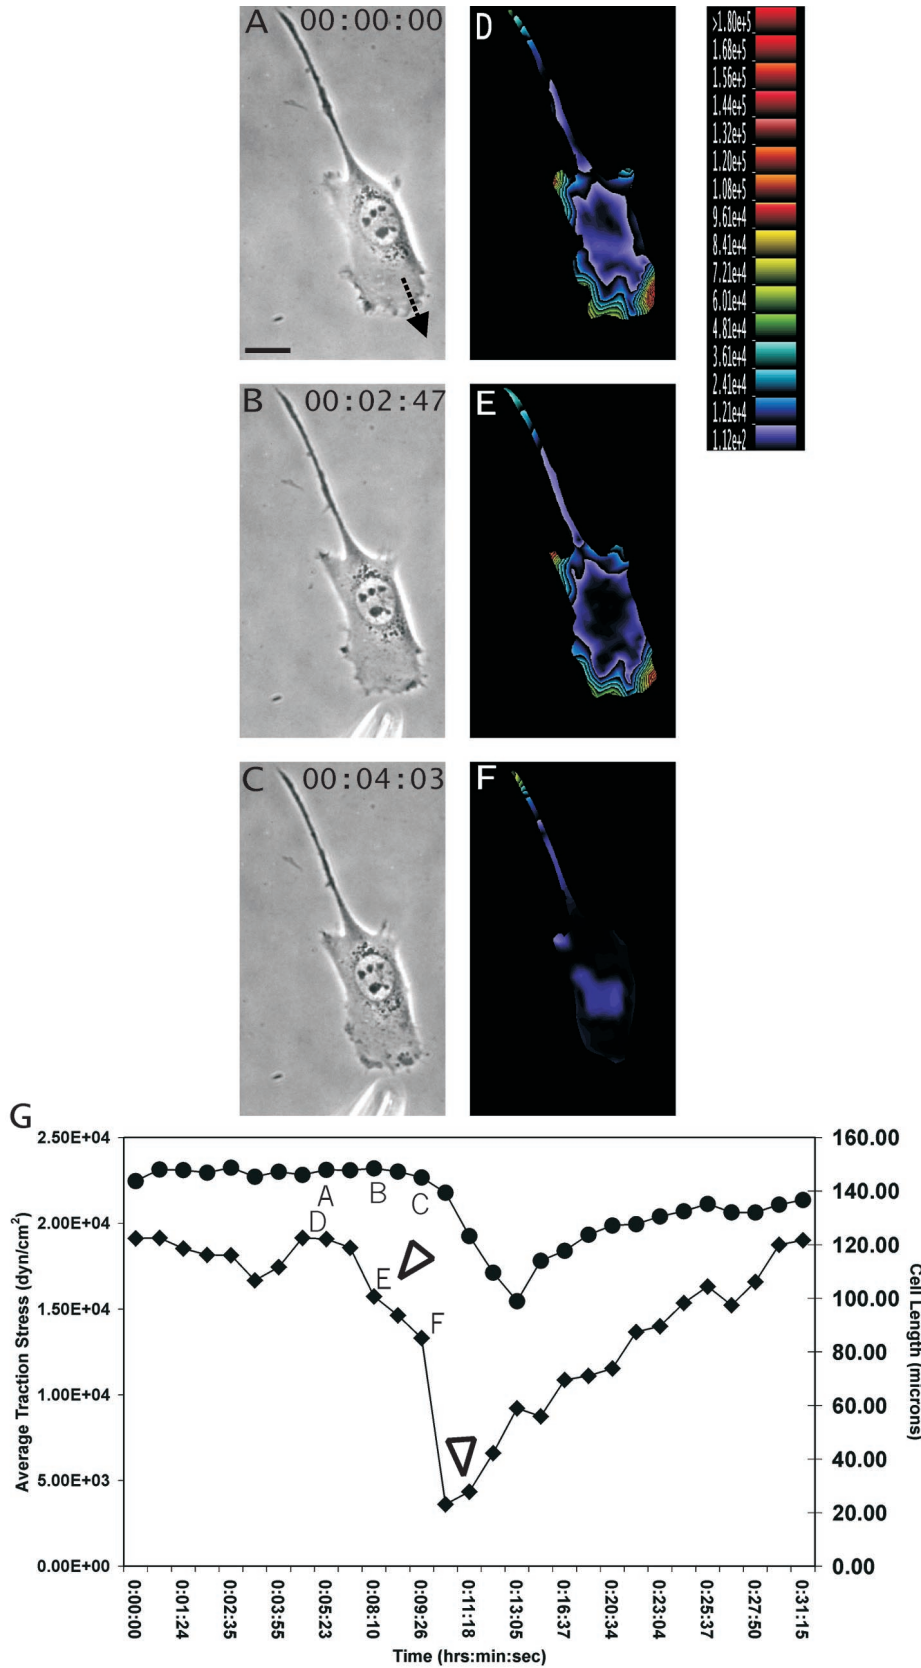 A 00:00:00
D
>1.80e+5
1.68e+5
1.56e+5
1.44e+5
1.32e+5
1.20e+5
1.08e+5
9.61e+4
8.41e+4
7.21e+4
6.01e+4
4.81e+4
3.61e+4
2.41e+4
1.21e+4
1.12e+2
B 00:02:47
E
C 00:04:03
F
G
Average Traction Stress (dyn/cm²)
2.50E+04
2.00E+04
1.50E+04
1.00E+04
5.00E+03
0.00E+00
A
B
C
D
E
F
160.00
140.00
120.00
100.00
80.00
60.00
40.00
20.00
0.00
Cell Length (microns)
0:00:00
0:01:24
0:02:35
0:03:55
0:05:23
0:08:10
0:09:26
0:11:18
0:13:05
0:16:37
0:20:34
0:23:04
0:25:37
0:27:50
0:31:15
Time (hrs:min:sec)